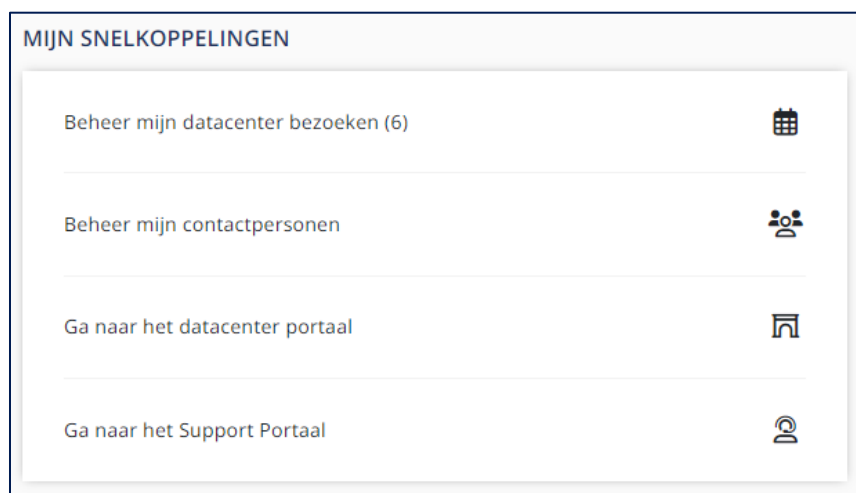 MIJN SNELKOPPELINGEN
Beheer mijn datacenter bezoeken (6)
Beheer mijn contactpersonen
Ga naar het datacenter portaal
Ga naar het Support Portaal